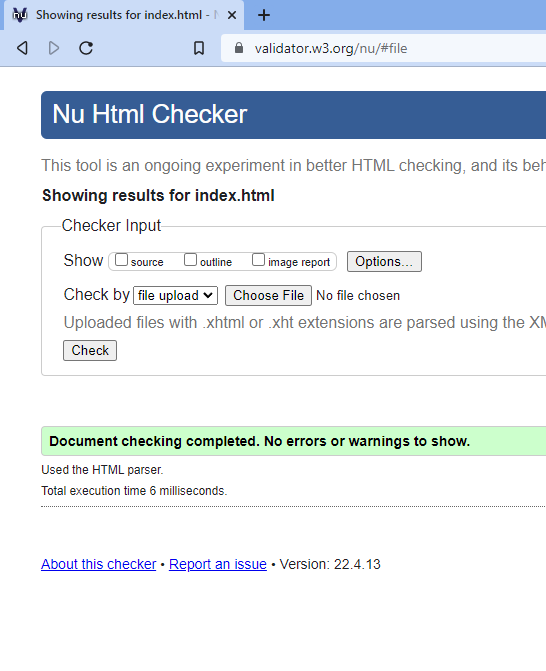 nu Showing results for index.html - N
validator.w3.org/nu/#file
Nu Html Checker
This tool is an ongoing experiment in better HTML checking, and its beh
Showing results for index.html
Checker Input
Show source outline image report Options...
Check by file upload Choose File No file chosen
Uploaded files with .xhtml or .xht extensions are parsed using the XM
Check
Document checking completed. No errors or warnings to show.
Used the HTML parser.
Total execution time 6 milliseconds.
About this checker • Report an issue • Version: 22.4.13